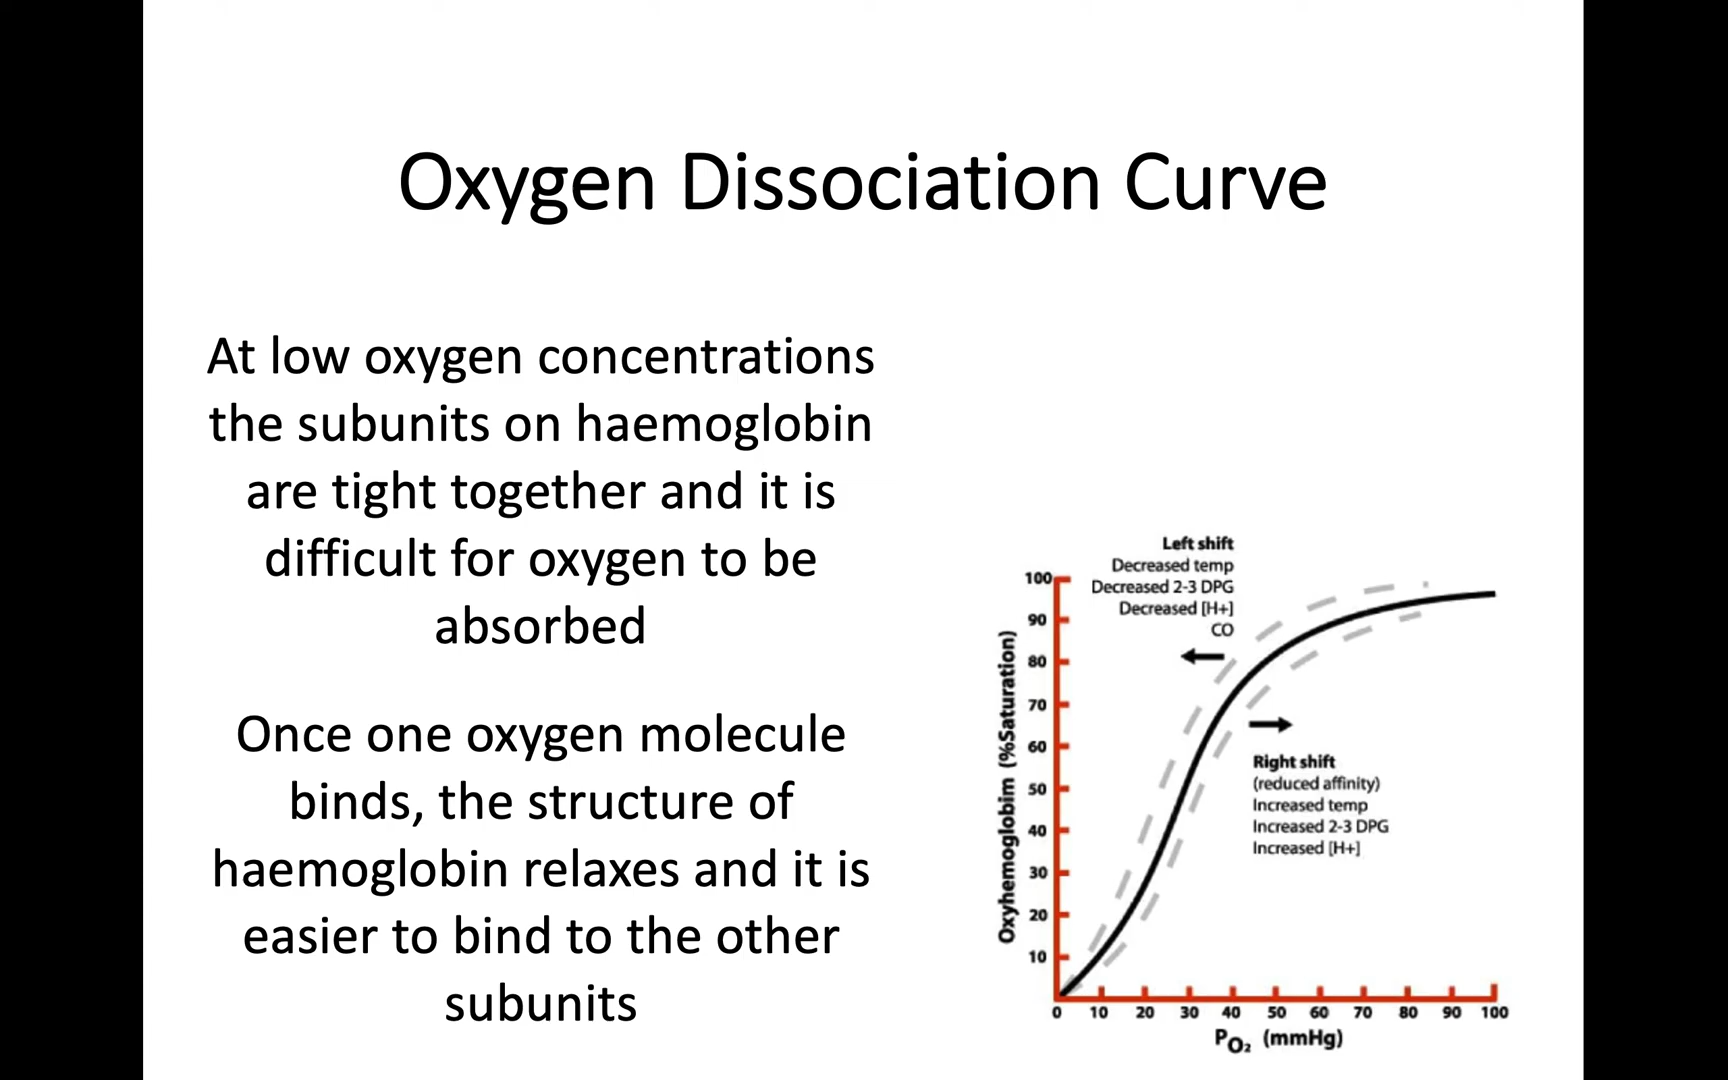 Oxygen Dissociation Curve
At low oxygen concentrations
the subunits on haemoglobin
are tight together and it is
difficult for oxygen to be
absorbed
Once one oxygen molecule
binds, the structure of
haemoglobin relaxes and it is
easier to bind to the other
subunits
Left shift
Decreased temp
Decreased 2-3 DPG
Decreased [H+]
CO
Right shift
(reduced affinity)
Increased temp
Increased 2-3 DPG
Increased [H+]
Oxyhemoglobim (%Saturation)
100
90
80
70
60
50
40
30
20
10
0 10 20 30 40 50 60 70 80 90 100
PO₂ (mmHg)